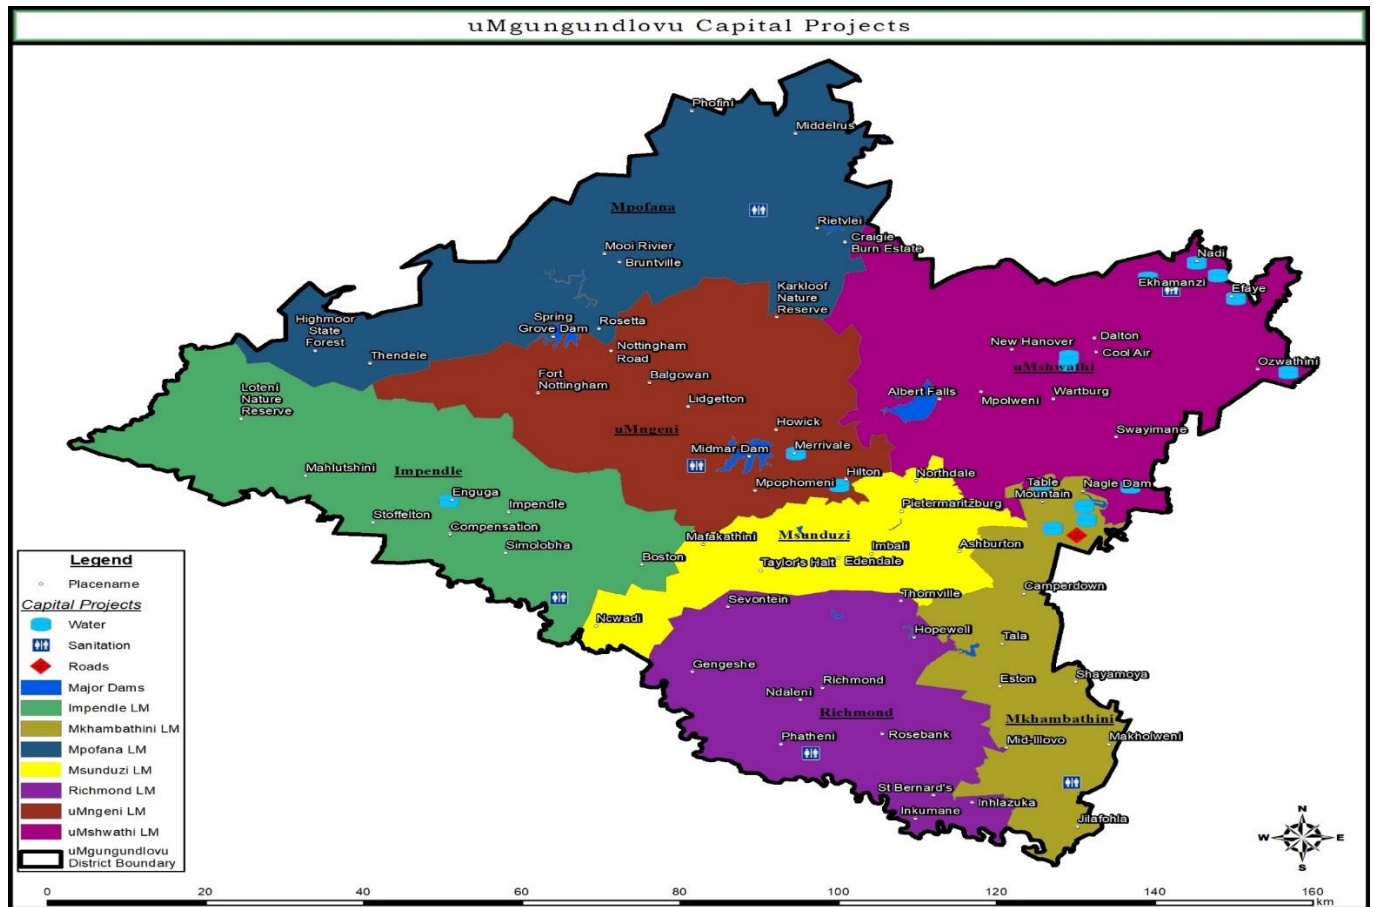 uMgungundlovu Capital Projects
Phofini
Middelrus
Mpofana
Rietvlei
Craigie
Burn Estate
Mooi Rivier
Bruntville
Nadi
Ekhamanzi
Efaye
Karkloof
Nature
Reserve
Highmoor
State
Forest
Spring
Grove Dam
Rosetta
Thendele
Nottingham
Road
New Hanover
Dalton
Cool Air
Ozwathini
uMshwathi
Loteni
Nature
Reserve
Fort
Nottingham
Balgowan
Lidgetton
Albert Falls
Mpolweni
Wartburg
uMngeni
Howick
Swayimane
Midmar Dam
Merrivale
Mahlutshini
Impendle
Mpophomeni
Hilton
Northdale
Table
Mountain
Nagle Dam
Enguga
Impendle
Stoffelton
Compensation
Simolobha
Pietermaritzburg
Msunduzi
Mafakathini
Boston
Taylor's Halt
Edendale
Imbali
Ashburton
Camperdown
Ncwadi
Sevontein
Thornville
Hopewell
Tala
Gengeshe
Richmond
Ndaleni
Eston
Shayamoya
Richmond
Mkhambathini
Phatheni
Rosebank
Mid-Illovo
Makholweni
St Bernard's
Inkumane
Inhlazuka
Jilafohla
Legend
Placename
Capital Projects
Water
Sanitation
Roads
Major Dams
Impendle LM
Mkhambathini LM
Mpofana LM
Msunduzi LM
Richmond LM
uMngeni LM
uMshwathi LM
uMgungundlovu
District Boundary
N
W E
S
0 20 40 60 80 100 120 140 160
km